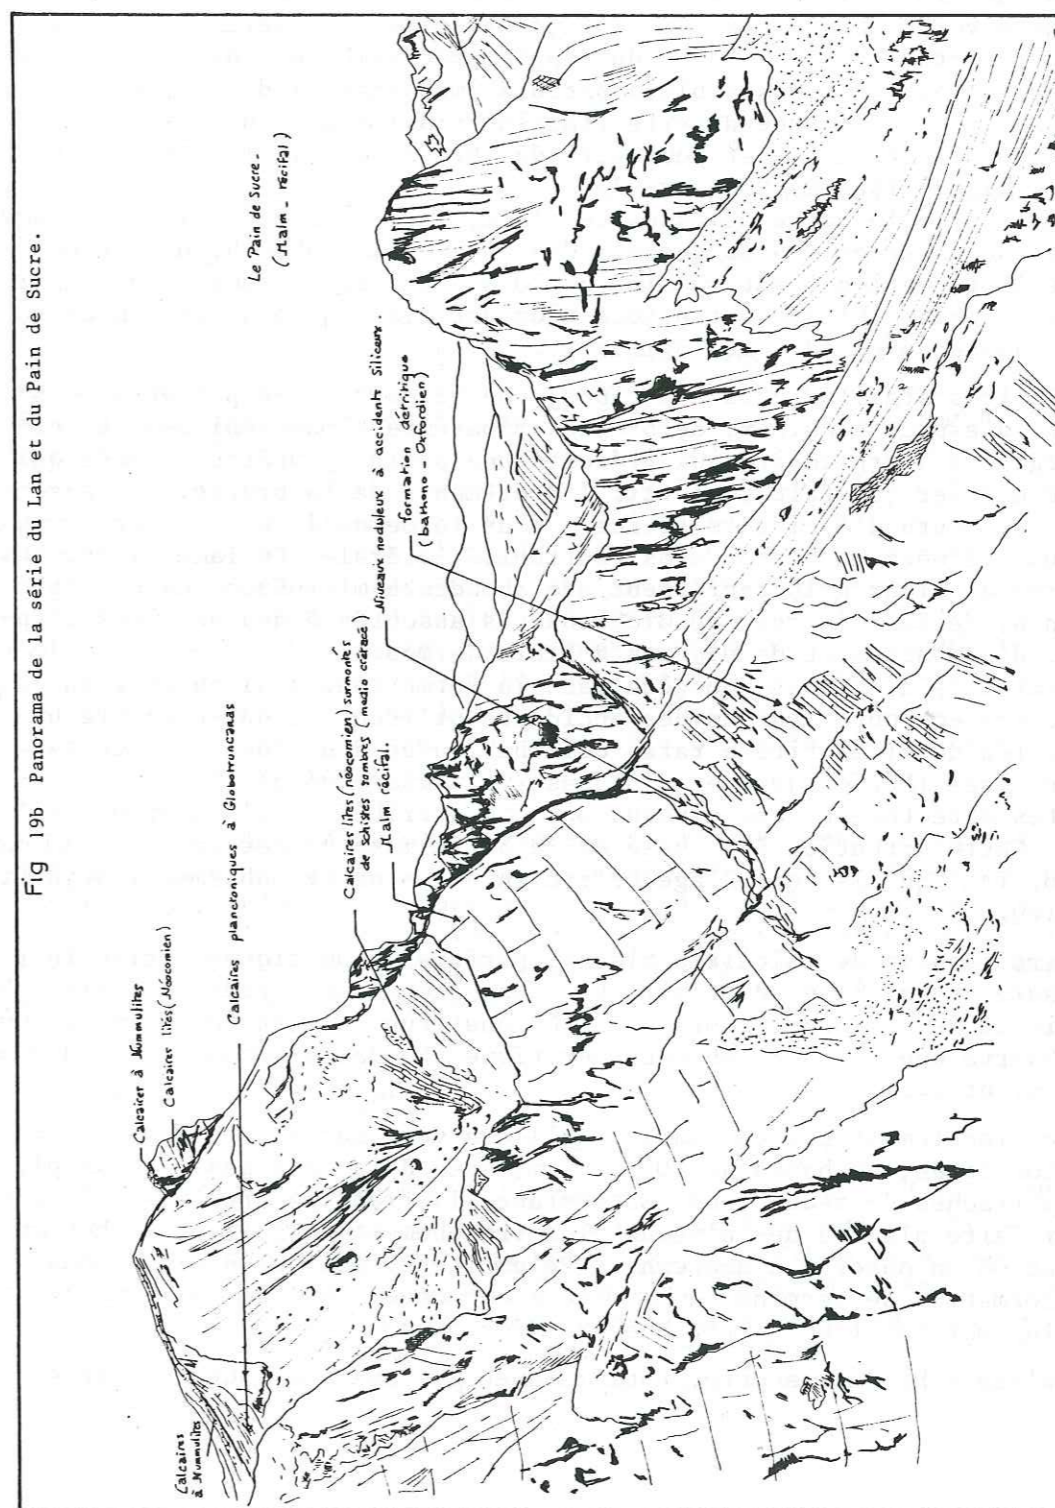 Fig 19b Panorama de la série du Lan et du Pain de Sucre.
Calcaires
à Nummulites
Calcaires à Nummulites
Calcaires lités (Néocomien)
Calcaires planctoniques à Globotruncanas
Calcaires lités (néocomien) surmontés
de schistes sombres (médio crétacé)
Malm récifal.
Niveaux noduleux à accidents Siliceux.
formation détritique
(bathono - Oxfordien)
Le Pain de Sucre.
(Malm - récifal)